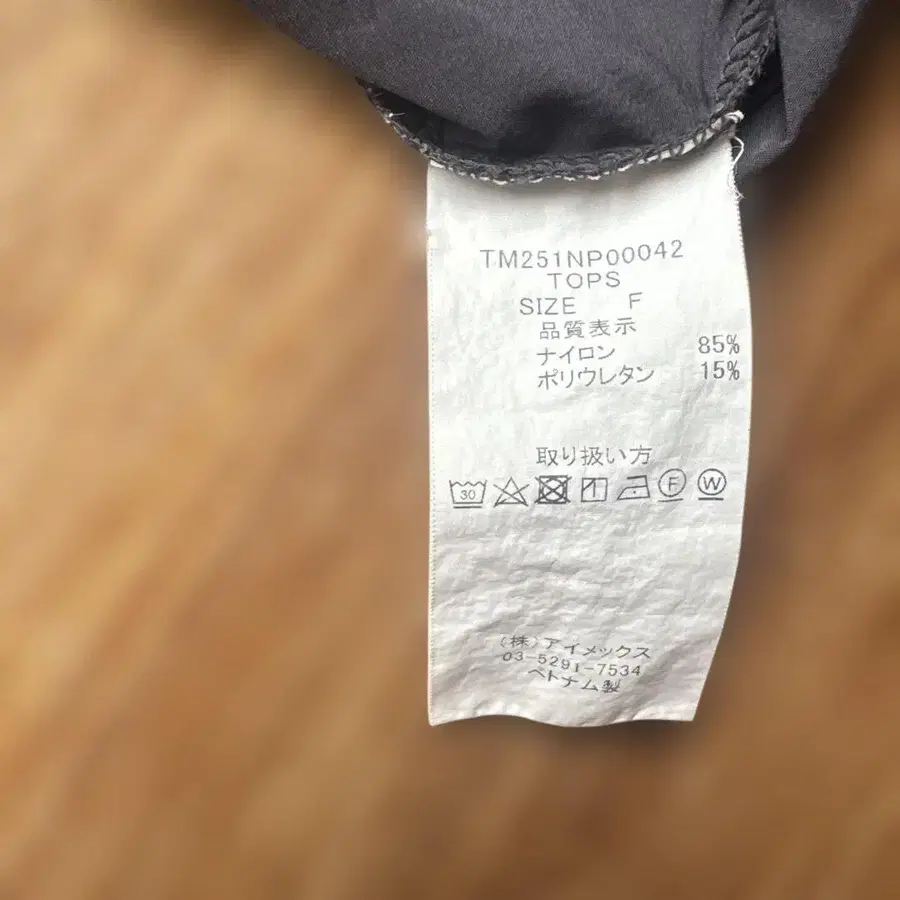 TM251NP00042
TOPS
SIZE F
品質表示
ナイロン 85%
ポリウレタン 15%
取り扱い方
30 F W
(株)アイメックス
03-5291-7534
ベトナム製